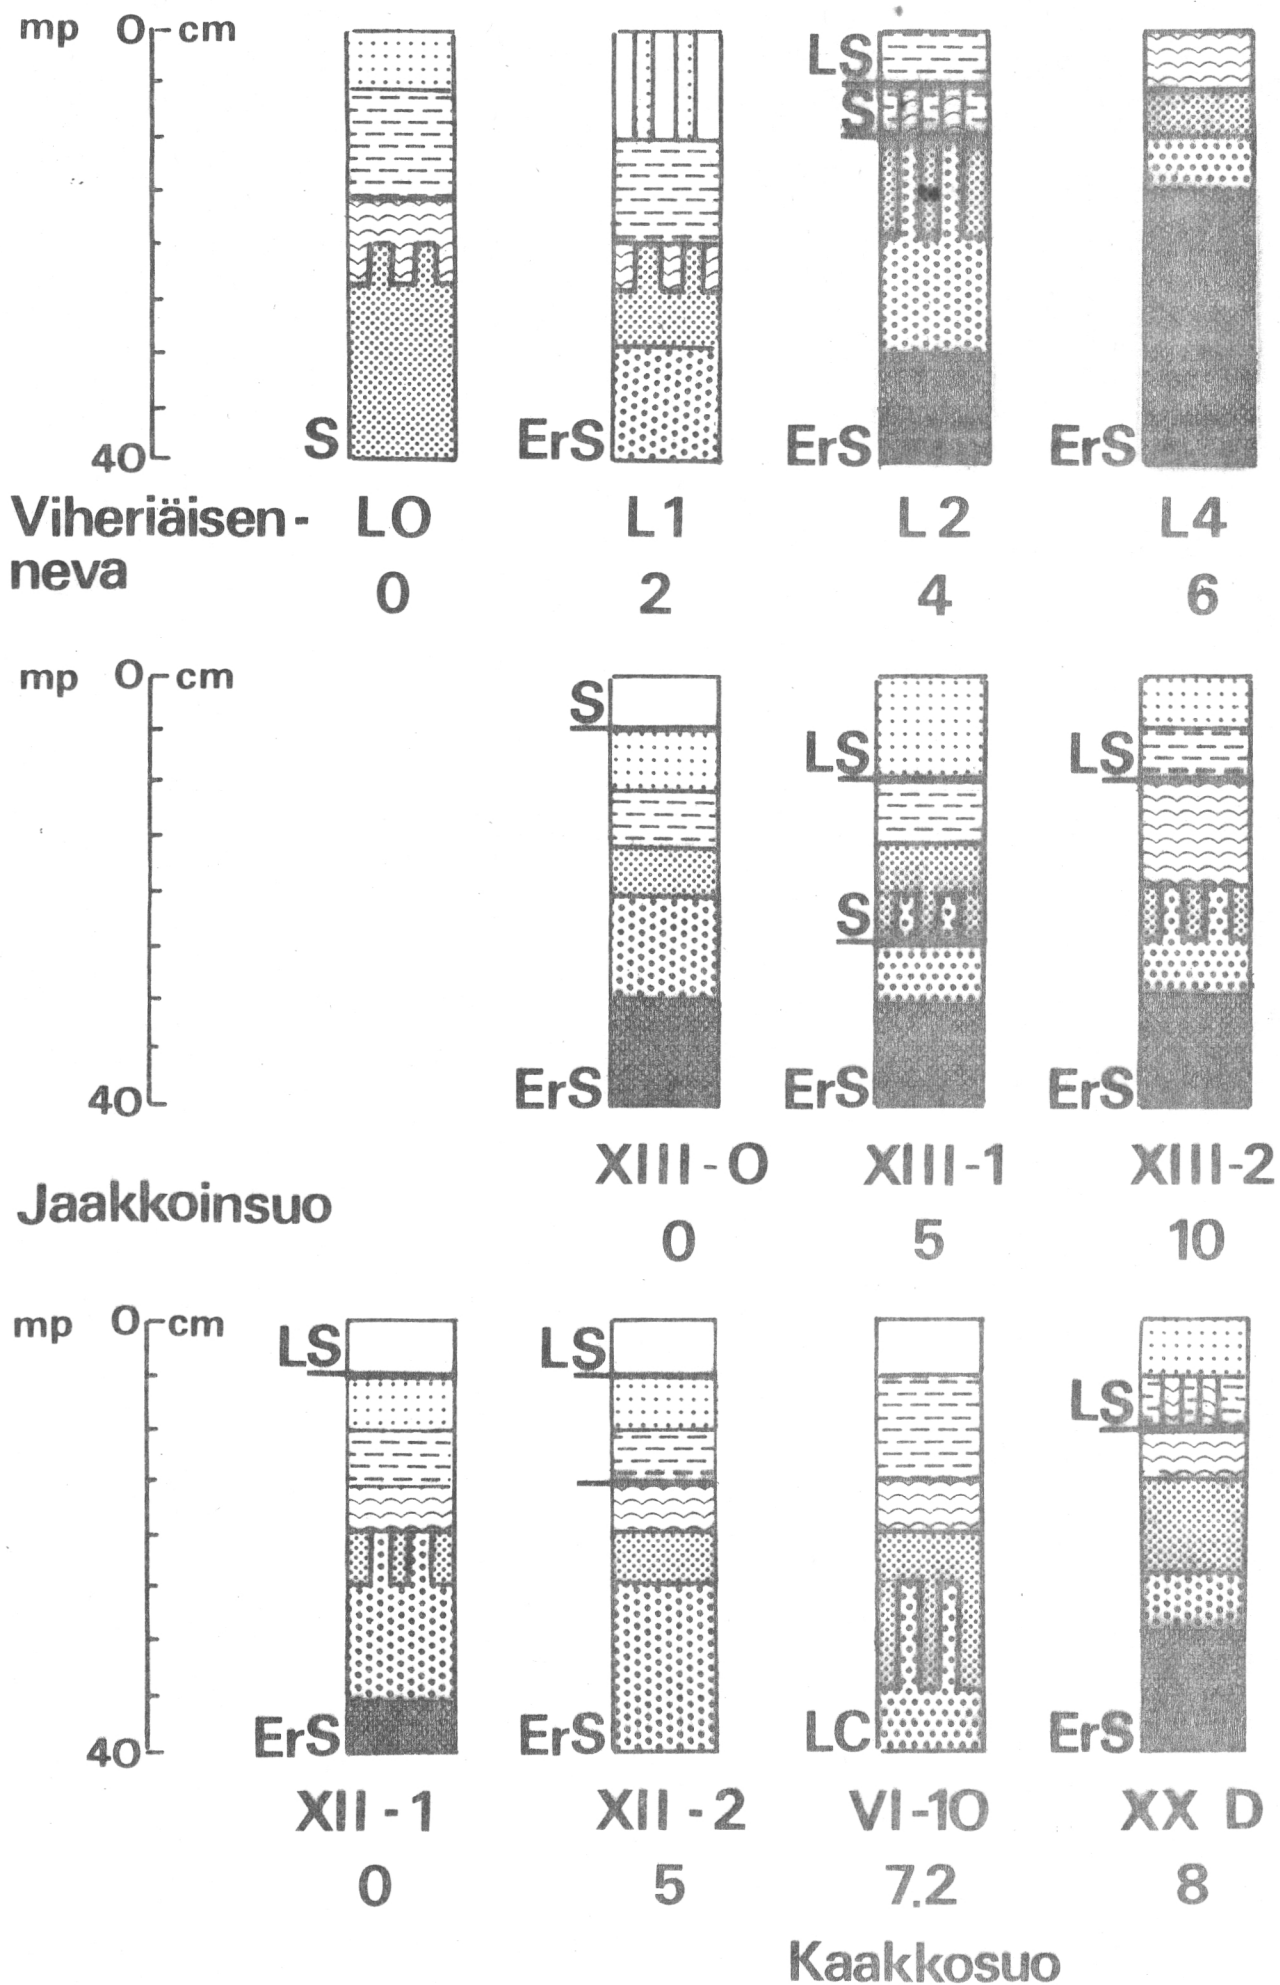 mp 0 cm
LS
S
S ErS ErS ErS
40
Viheriäisen- L0 L1 L2 L4
neva
0 2 4 6
mp 0 cm
S
LS LS
S
40
ErS ErS ErS
XIII-0 XIII-1 XIII-2
Jaakkoinsuo
0 5 10
mp 0 cm
LS LS
LS
ErS ErS LC ErS
40
XII-1 XII-2 VI-10 XX D
0 5 7.2 8
Kaakkosuo